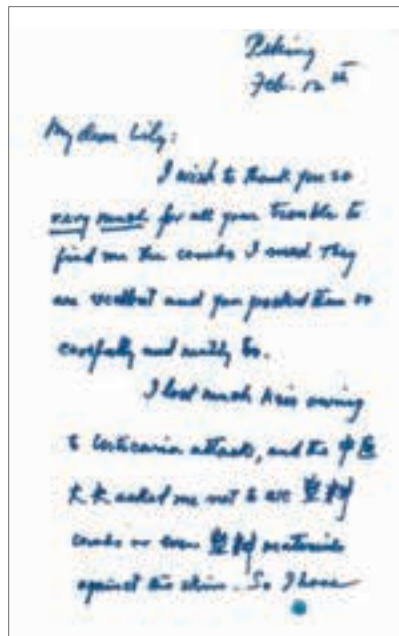 Peking
Feb. 12th
My dear Lily:
I wish to thank you so
very much for all your trouble to
find me the combs I need. They
are excellent and you packed them so
carefully and neatly too.
I lost much hair owing
to Urticaria attacks, and the 中医
大夫 asked me not to use 塑料
combs or even 塑料 materials
against the skin. So I have